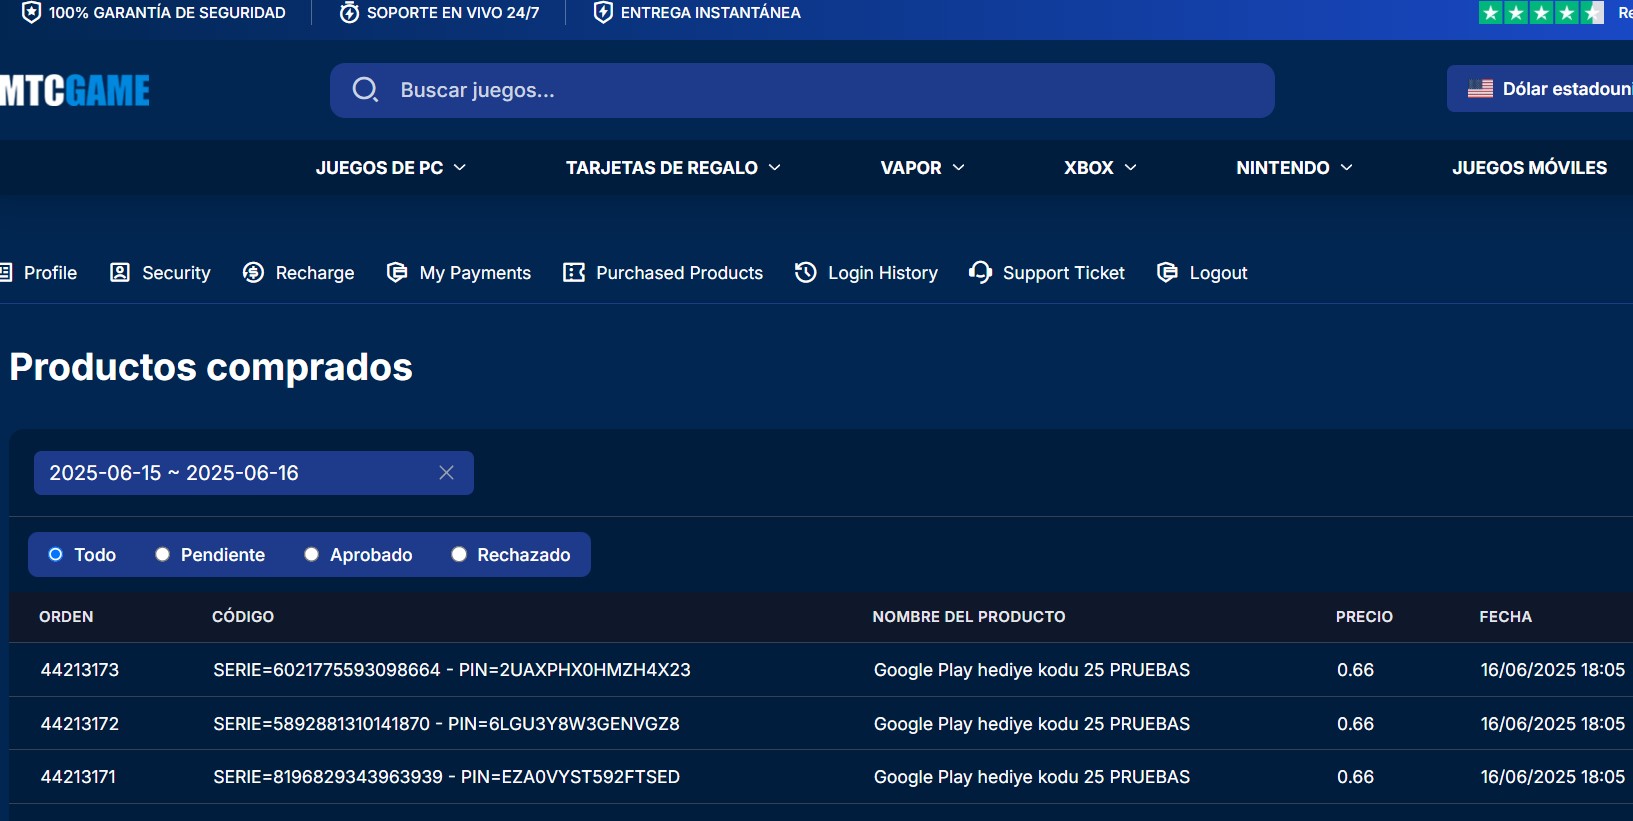 100% GARANTÍA DE SEGURIDAD SOPORTE EN VIVO 24/7 ENTREGA INSTANTÁNEA
MTCGAME Buscar juegos... Dólar
JUEGOS DE PC TARJETAS DE REGALO VAPOR XBOX NINTENDO JUEGOS MÓVILES
Profile Security Recharge My Payments Purchased Products Login History Support Ticket Logout
Productos comprados
2025-06-15 ~ 2025-06-16
Todo Pendiente Aprobado Rechazado
ORDEN CÓDIGO NOMBRE DEL PRODUCTO PRECIO FECHA
44213173 SERIE=6021775593098664 - PIN=2UAXPHX0HMZH4X23 Google Play hediye kodu 25 PRUEBAS 0.66 16/06/2025 18:05
44213172 SERIE=5892881310141870 - PIN=6LGU3Y8W3GENVGZ8 Google Play hediye kodu 25 PRUEBAS 0.66 16/06/2025 18:05
44213171 SERIE=8196829343963939 - PIN=EZA0VYST592FTSED Google Play hediye kodu 25 PRUEBAS 0.66 16/06/2025 18:05